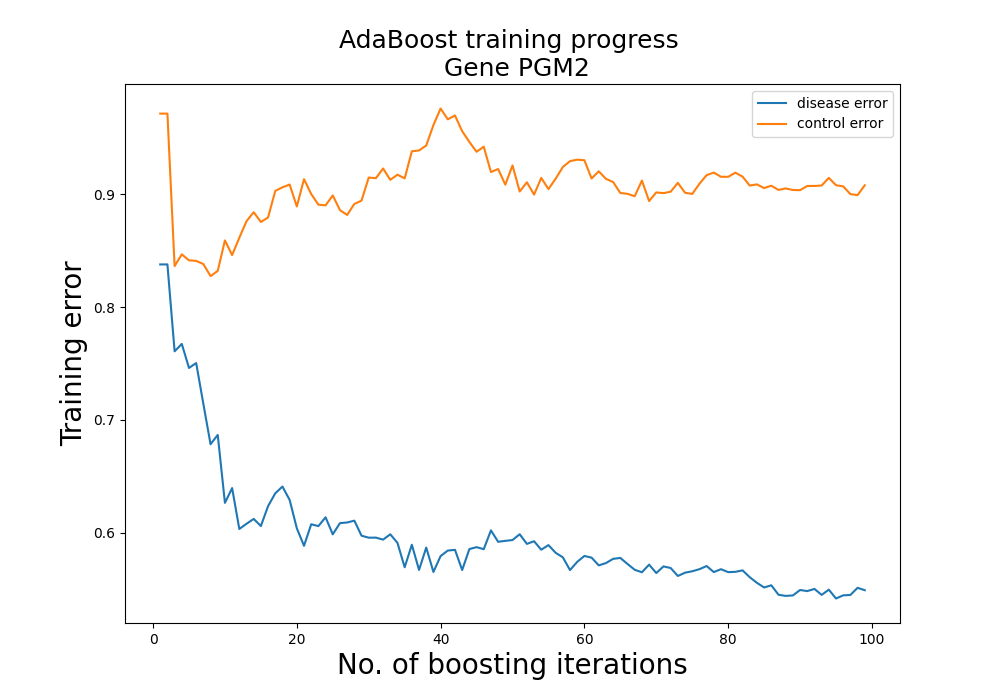 AdaBoost training progress
Gene PGM2
disease error
control error
Training error
0.9
0.8
0.7
0.6
0
20
40
60
80
100
No. of boosting iterations